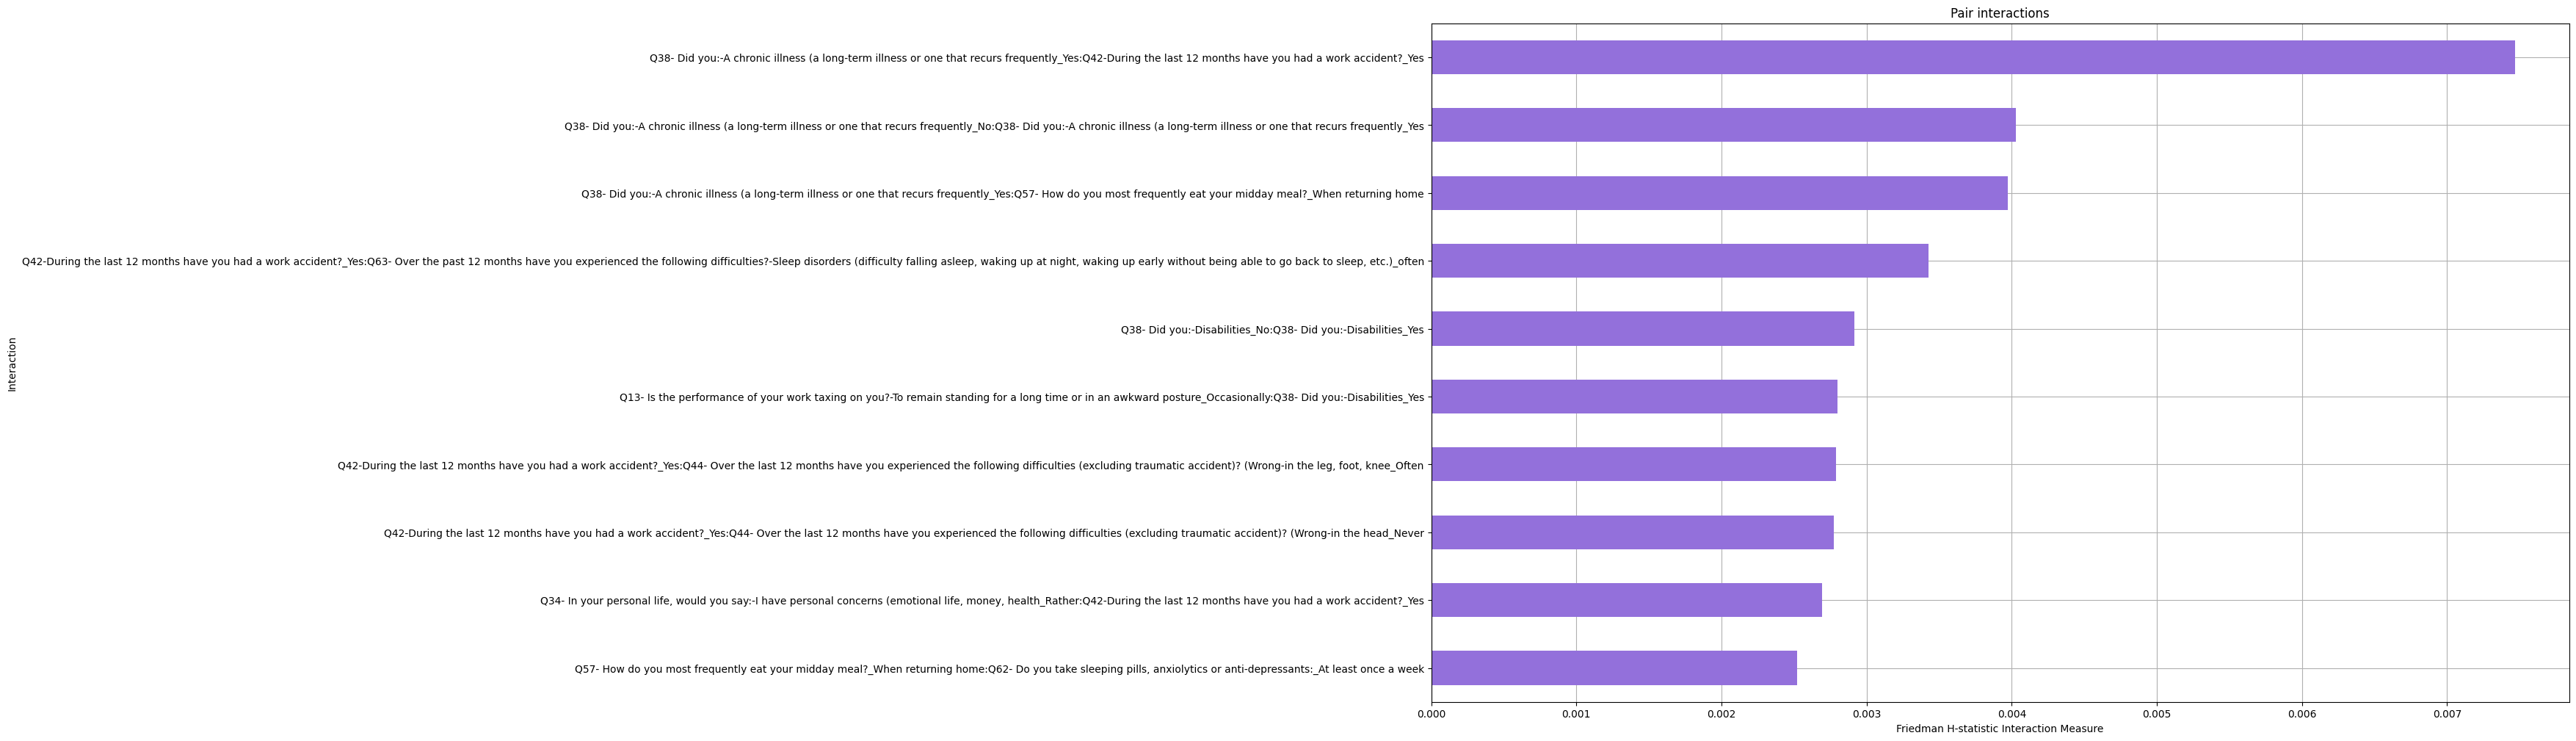 Pair interactions
Q38- Did you:-A chronic illness (a long-term illness or one that recurs frequently_Yes:Q42-During the last 12 months have you had a work accident?_Yes
Q38- Did you:-A chronic illness (a long-term illness or one that recurs frequently_No:Q38- Did you:-A chronic illness (a long-term illness or one that recurs frequently_Yes
Q38- Did you:-A chronic illness (a long-term illness or one that recurs frequently_Yes:Q57- How do you most frequently eat your midday meal?_When returning home
Q42-During the last 12 months have you had a work accident?_Yes:Q63- Over the past 12 months have you experienced the following difficulties?-Sleep disorders (difficulty falling asleep, waking up at night, waking up early without being able to go back to sleep, etc.)_often
Q38- Did you:-Disabilities_No:Q38- Did you:-Disabilities_Yes
Q13- Is the performance of your work taxing on you?-To remain standing for a long time or in an awkward posture_Occasionally:Q38- Did you:-Disabilities_Yes
Q42-During the last 12 months have you had a work accident?_Yes:Q44- Over the last 12 months have you experienced the following difficulties (excluding traumatic accident)? (Wrong-in the leg, foot, knee_Often
Q42-During the last 12 months have you had a work accident?_Yes:Q44- Over the last 12 months have you experienced the following difficulties (excluding traumatic accident)? (Wrong-in the head_Never
Q34- In your personal life, would you say:-I have personal concerns (emotional life, money, health_Rather:Q42-During the last 12 months have you had a work accident?_Yes
Q57- How do you most frequently eat your midday meal?_When returning home:Q62- Do you take sleeping pills, anxiolytics or anti-depressants:_At least once a week
Interaction
0.000 0.001 0.002 0.003 0.004 0.005 0.006 0.007
Friedman H-statistic Interaction Measure